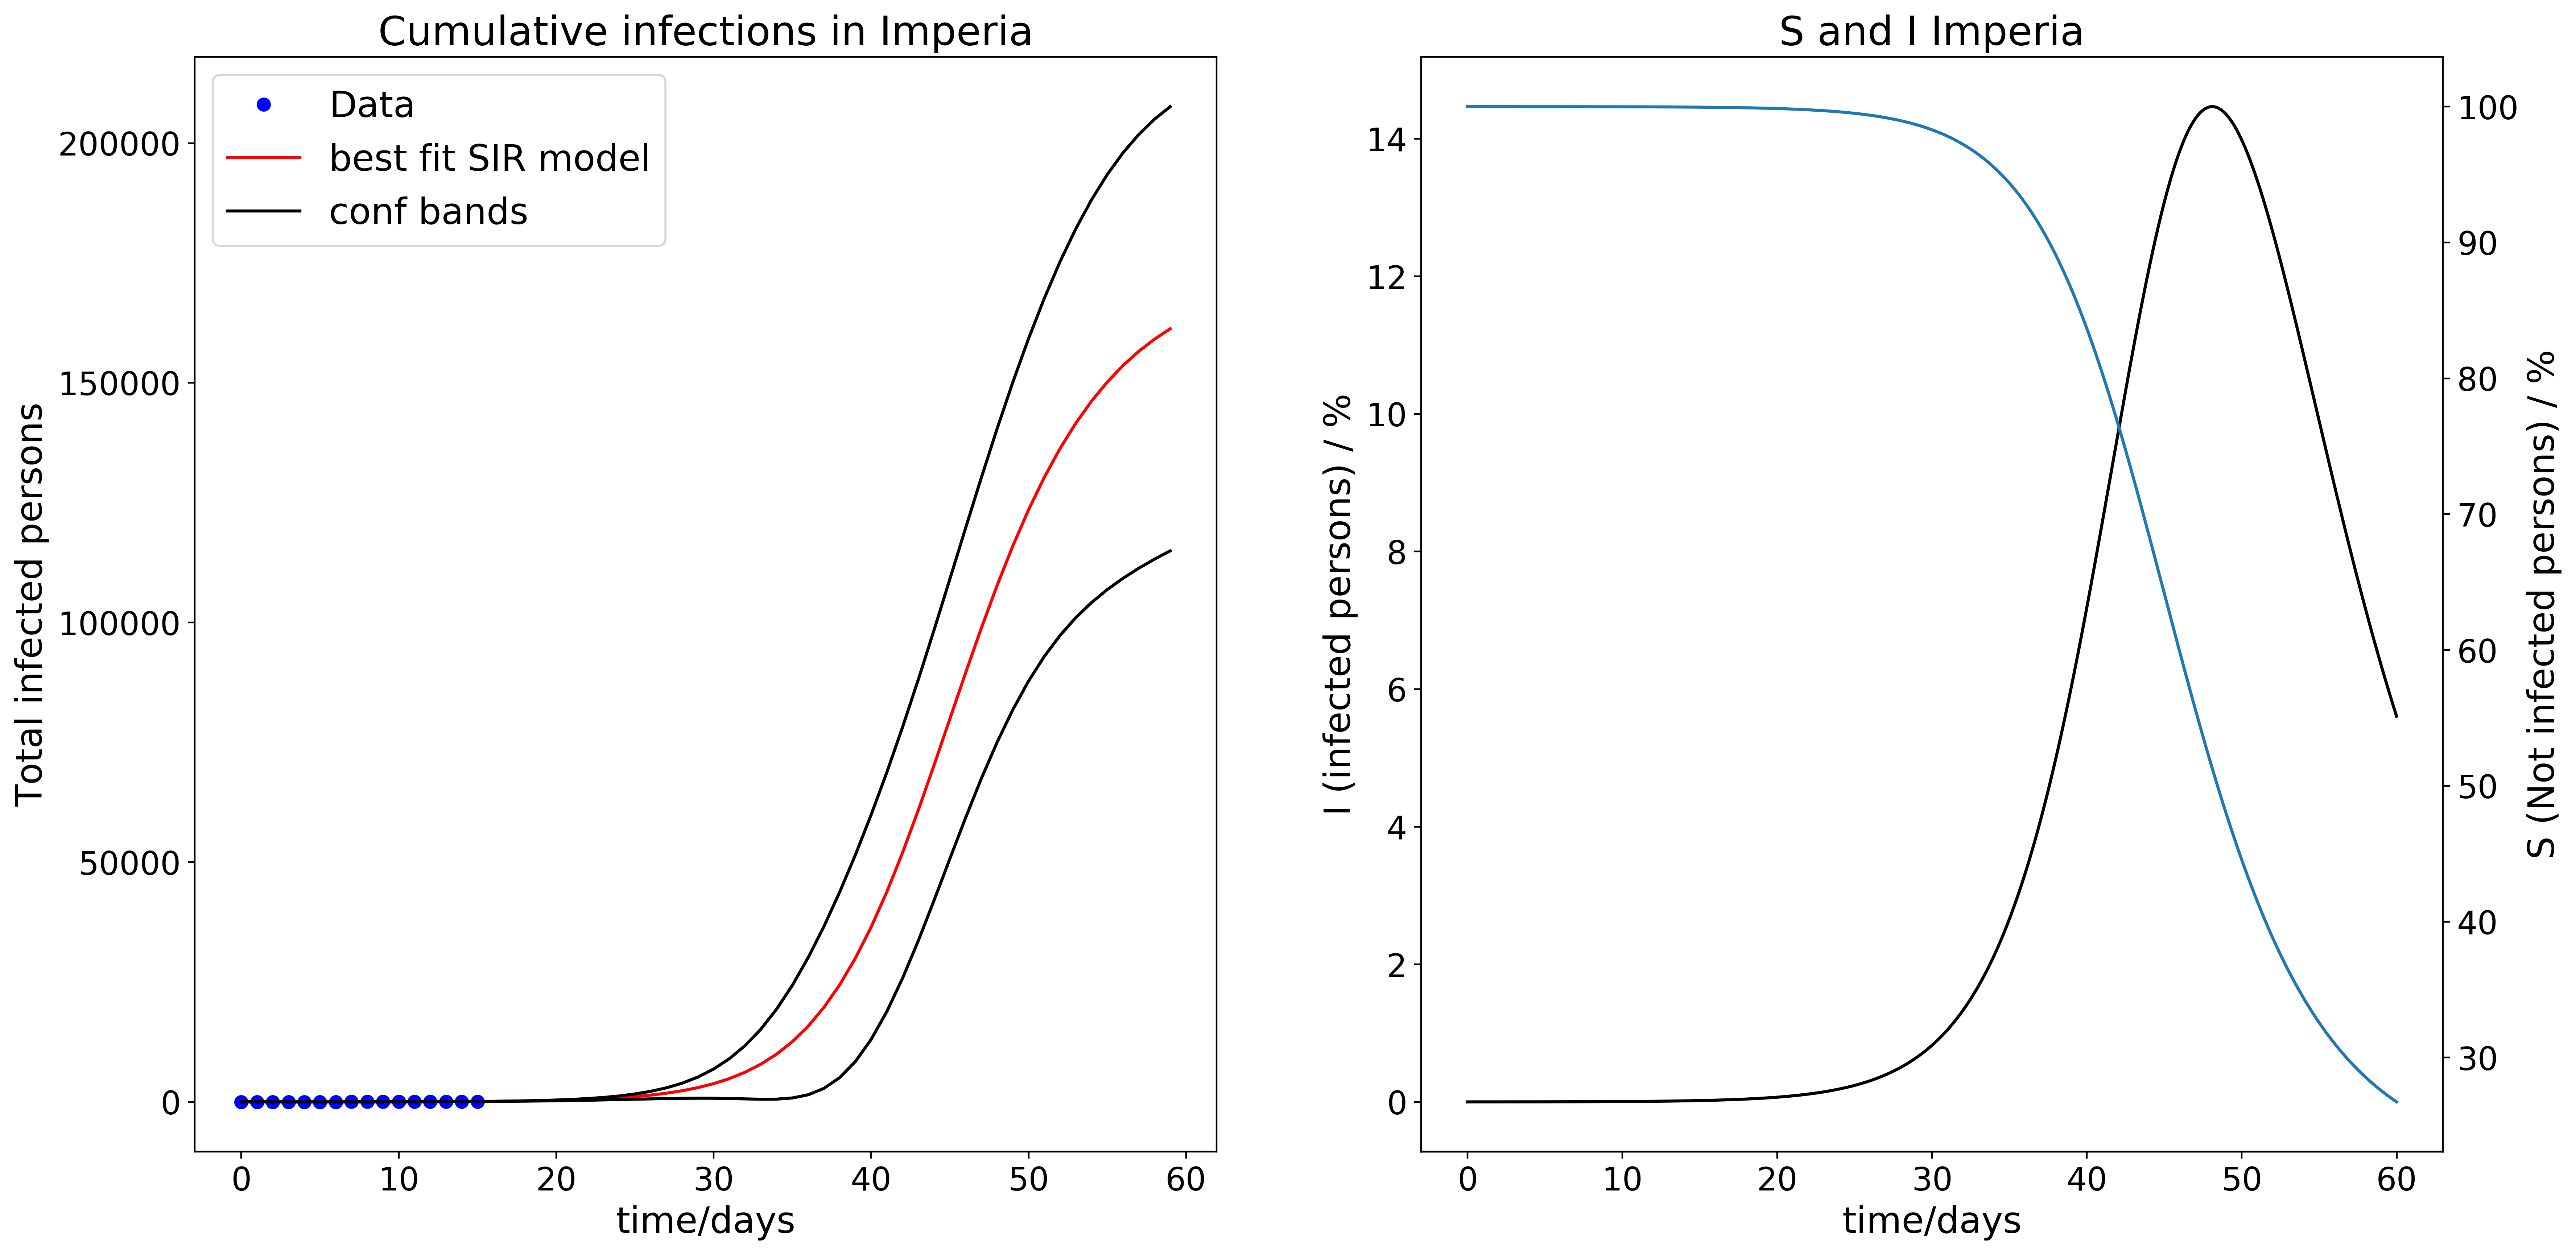 Cumulative infections in Imperia
Data
best fit SIR model
conf bands
Total infected persons
200000
150000
100000
50000
0
0 10 20 30 40 50 60
time/days
S and I Imperia
I (infected persons) / %
14
12
10
8
6
4
2
0
0 10 20 30 40 50 60
time/days
100
90
80
70
60
50
40
30
S (Not infected persons) / %